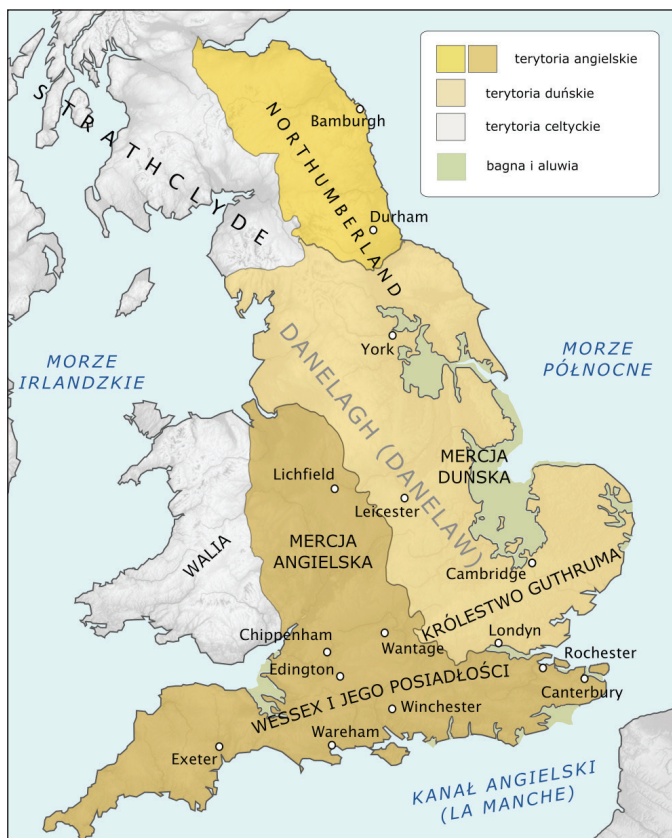 terytoria angielskie
terytoria duńskie
terytoria celtyckie
bagna i aluwia
STRATHCLYDE
NORTHUMBERLAND
Bamburgh
Durham
DANELAGH (DANELAW)
York
MORZE
IRLANDZKIE
MORZE
PÓŁNOCNE
MERCJA
DUŃSKA
Lichfield
Leicester
MERCJA
ANGIELSKA
WALIA
Cambridge
KRÓLESTWO GUTHRUMA
Chippenham
Wantage
Londyn
Rochester
Edington
Canterbury
WESSEX I JEGO POSIADŁOŚCI
Winchester
Wareham
Exeter
KANAŁ ANGIELSKI
(LA MANCHE)